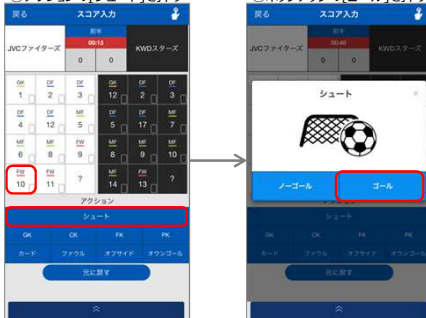 戻る スコア入力
前半
JVCファイターズ 00:13 KWDスターズ
0 0
GK DF DF GK DF DF
1 2 3 12 2 3
DF DF MF DF DF MF
4 12 5 5 17 7
MF MF FW MF MF MF
6 8 9 8 9 10
FW FW MF FW
10 11 ? 14 13 ?
アクション
シュート
GK CK FK PK
カード ファウル オフサイド オウンゴール
元に戻す
戻る スコア入力
前半
JVCファイターズ 00:40 KWDスターズ
0 0
シュート ×
ノーゴール ゴール
アクション
シュート
GK CK FK PK
カード ファウル オフサイド オウンゴール
元に戻す